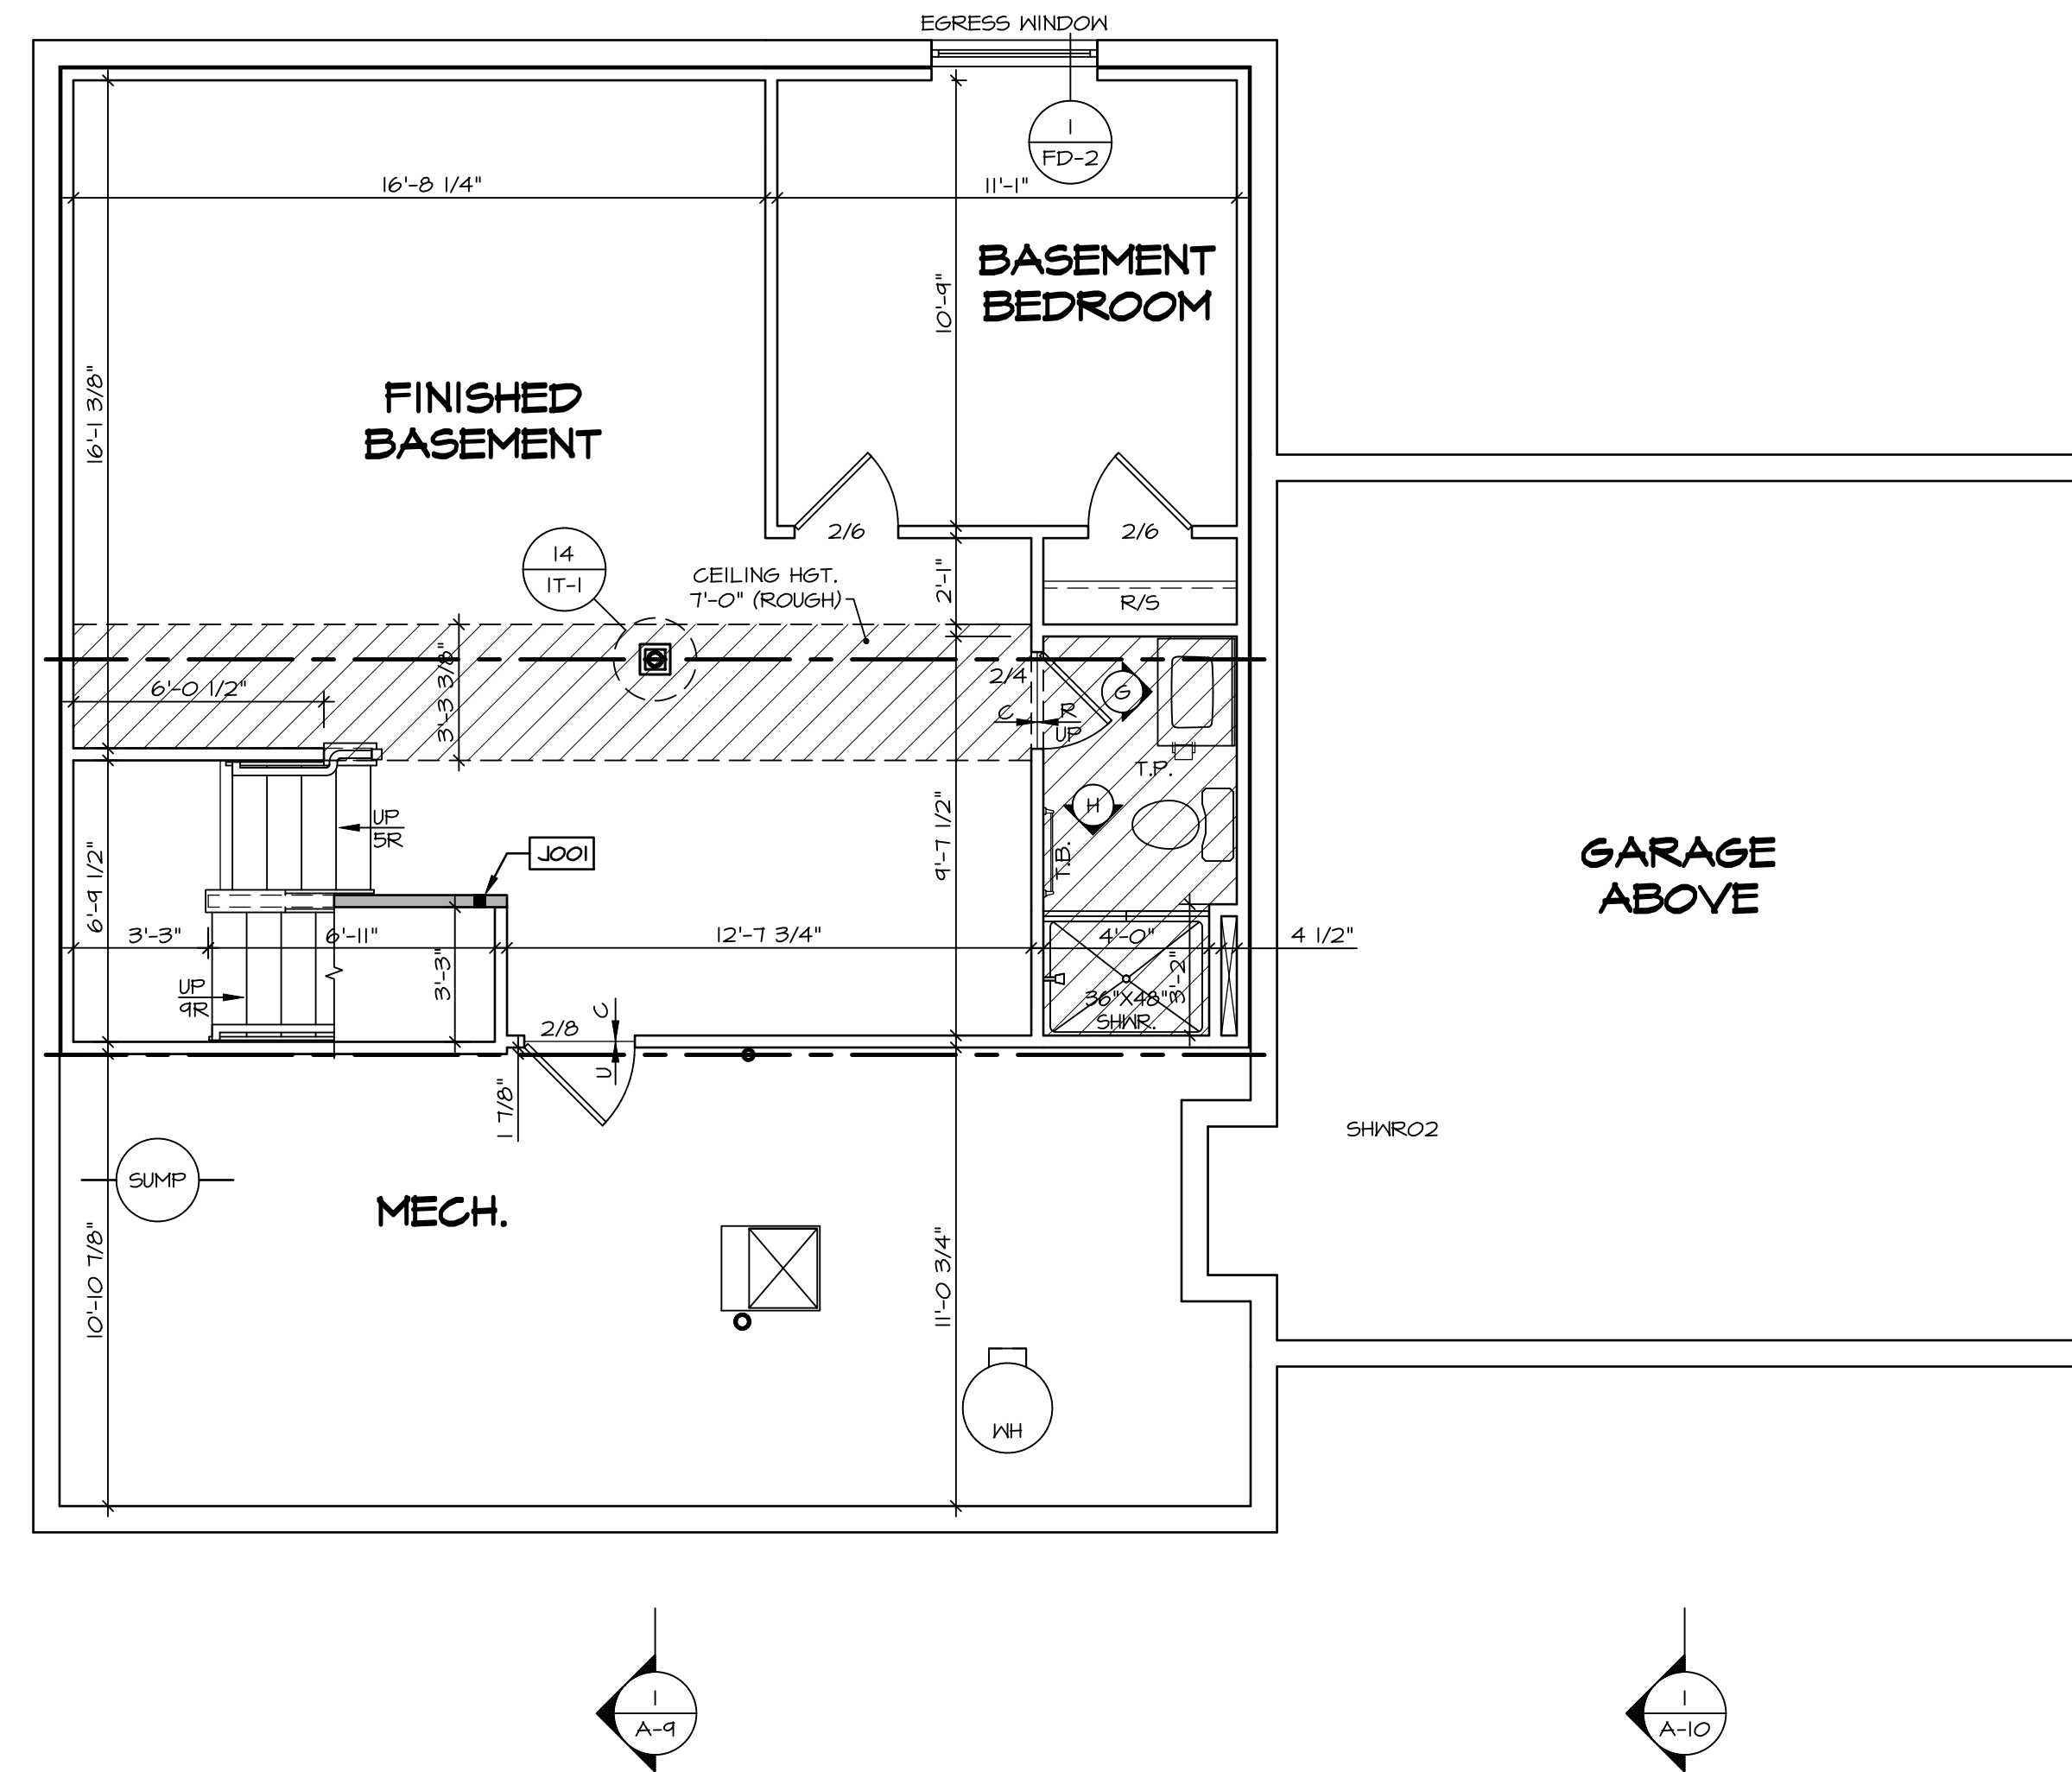 EGRESS WINDOW
1
FD-2
16'-8 1/4"
11'-1"
BASEMENT
BEDROOM
10'-9"
16'-1 3/8"
FINISHED
BASEMENT
2/6
2/6
14
IT-1
CEILING HGT.
7'-0" (ROUGH)
2'-1"
R/S
6'-0 1/2"
3'-3 3/8"
2/4
G
C
R
UP
T.P.
H
T.B.
UP
5R
J001
6'-9 1/2"
9'-7 1/2"
GARAGE
ABOVE
3'-3"
6'-11"
12'-7 3/4"
4'-0"
4 1/2"
3'-3"
3'-2"
UP
9R
36"X48"
SHWR.
2/8
C
U
1 7/8"
SHWR02
SUMP
MECH.
10'-10 7/8"
11'-0 3/4"
WH
1
A-9
1
A-10